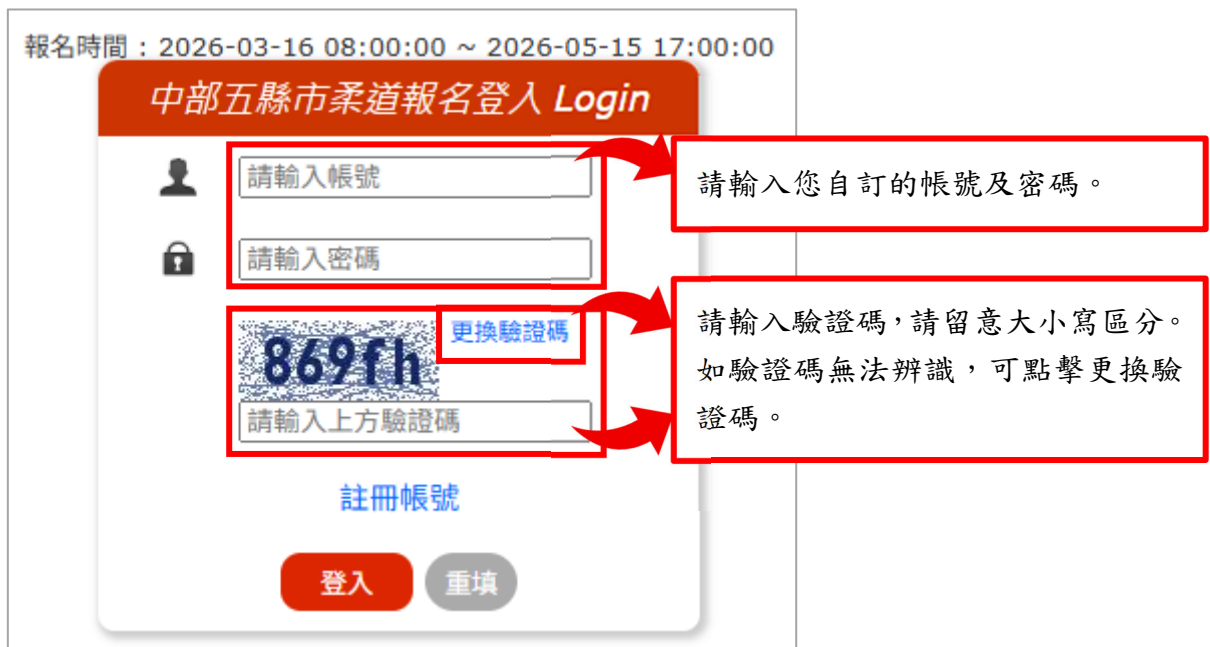 報名時間：2026-03-16 08:00:00 ~ 2026-05-15 17:00:00
中部五縣市柔道報名登入 Login
請輸入帳號
請輸入密碼
請輸入您自訂的帳號及密碼。
869fh
更換驗證碼
請輸入上方驗證碼
請輸入驗證碼，請留意大小寫區分。
如驗證碼無法辨識，可點擊更換驗
證碼。
註冊帳號
登入
重填